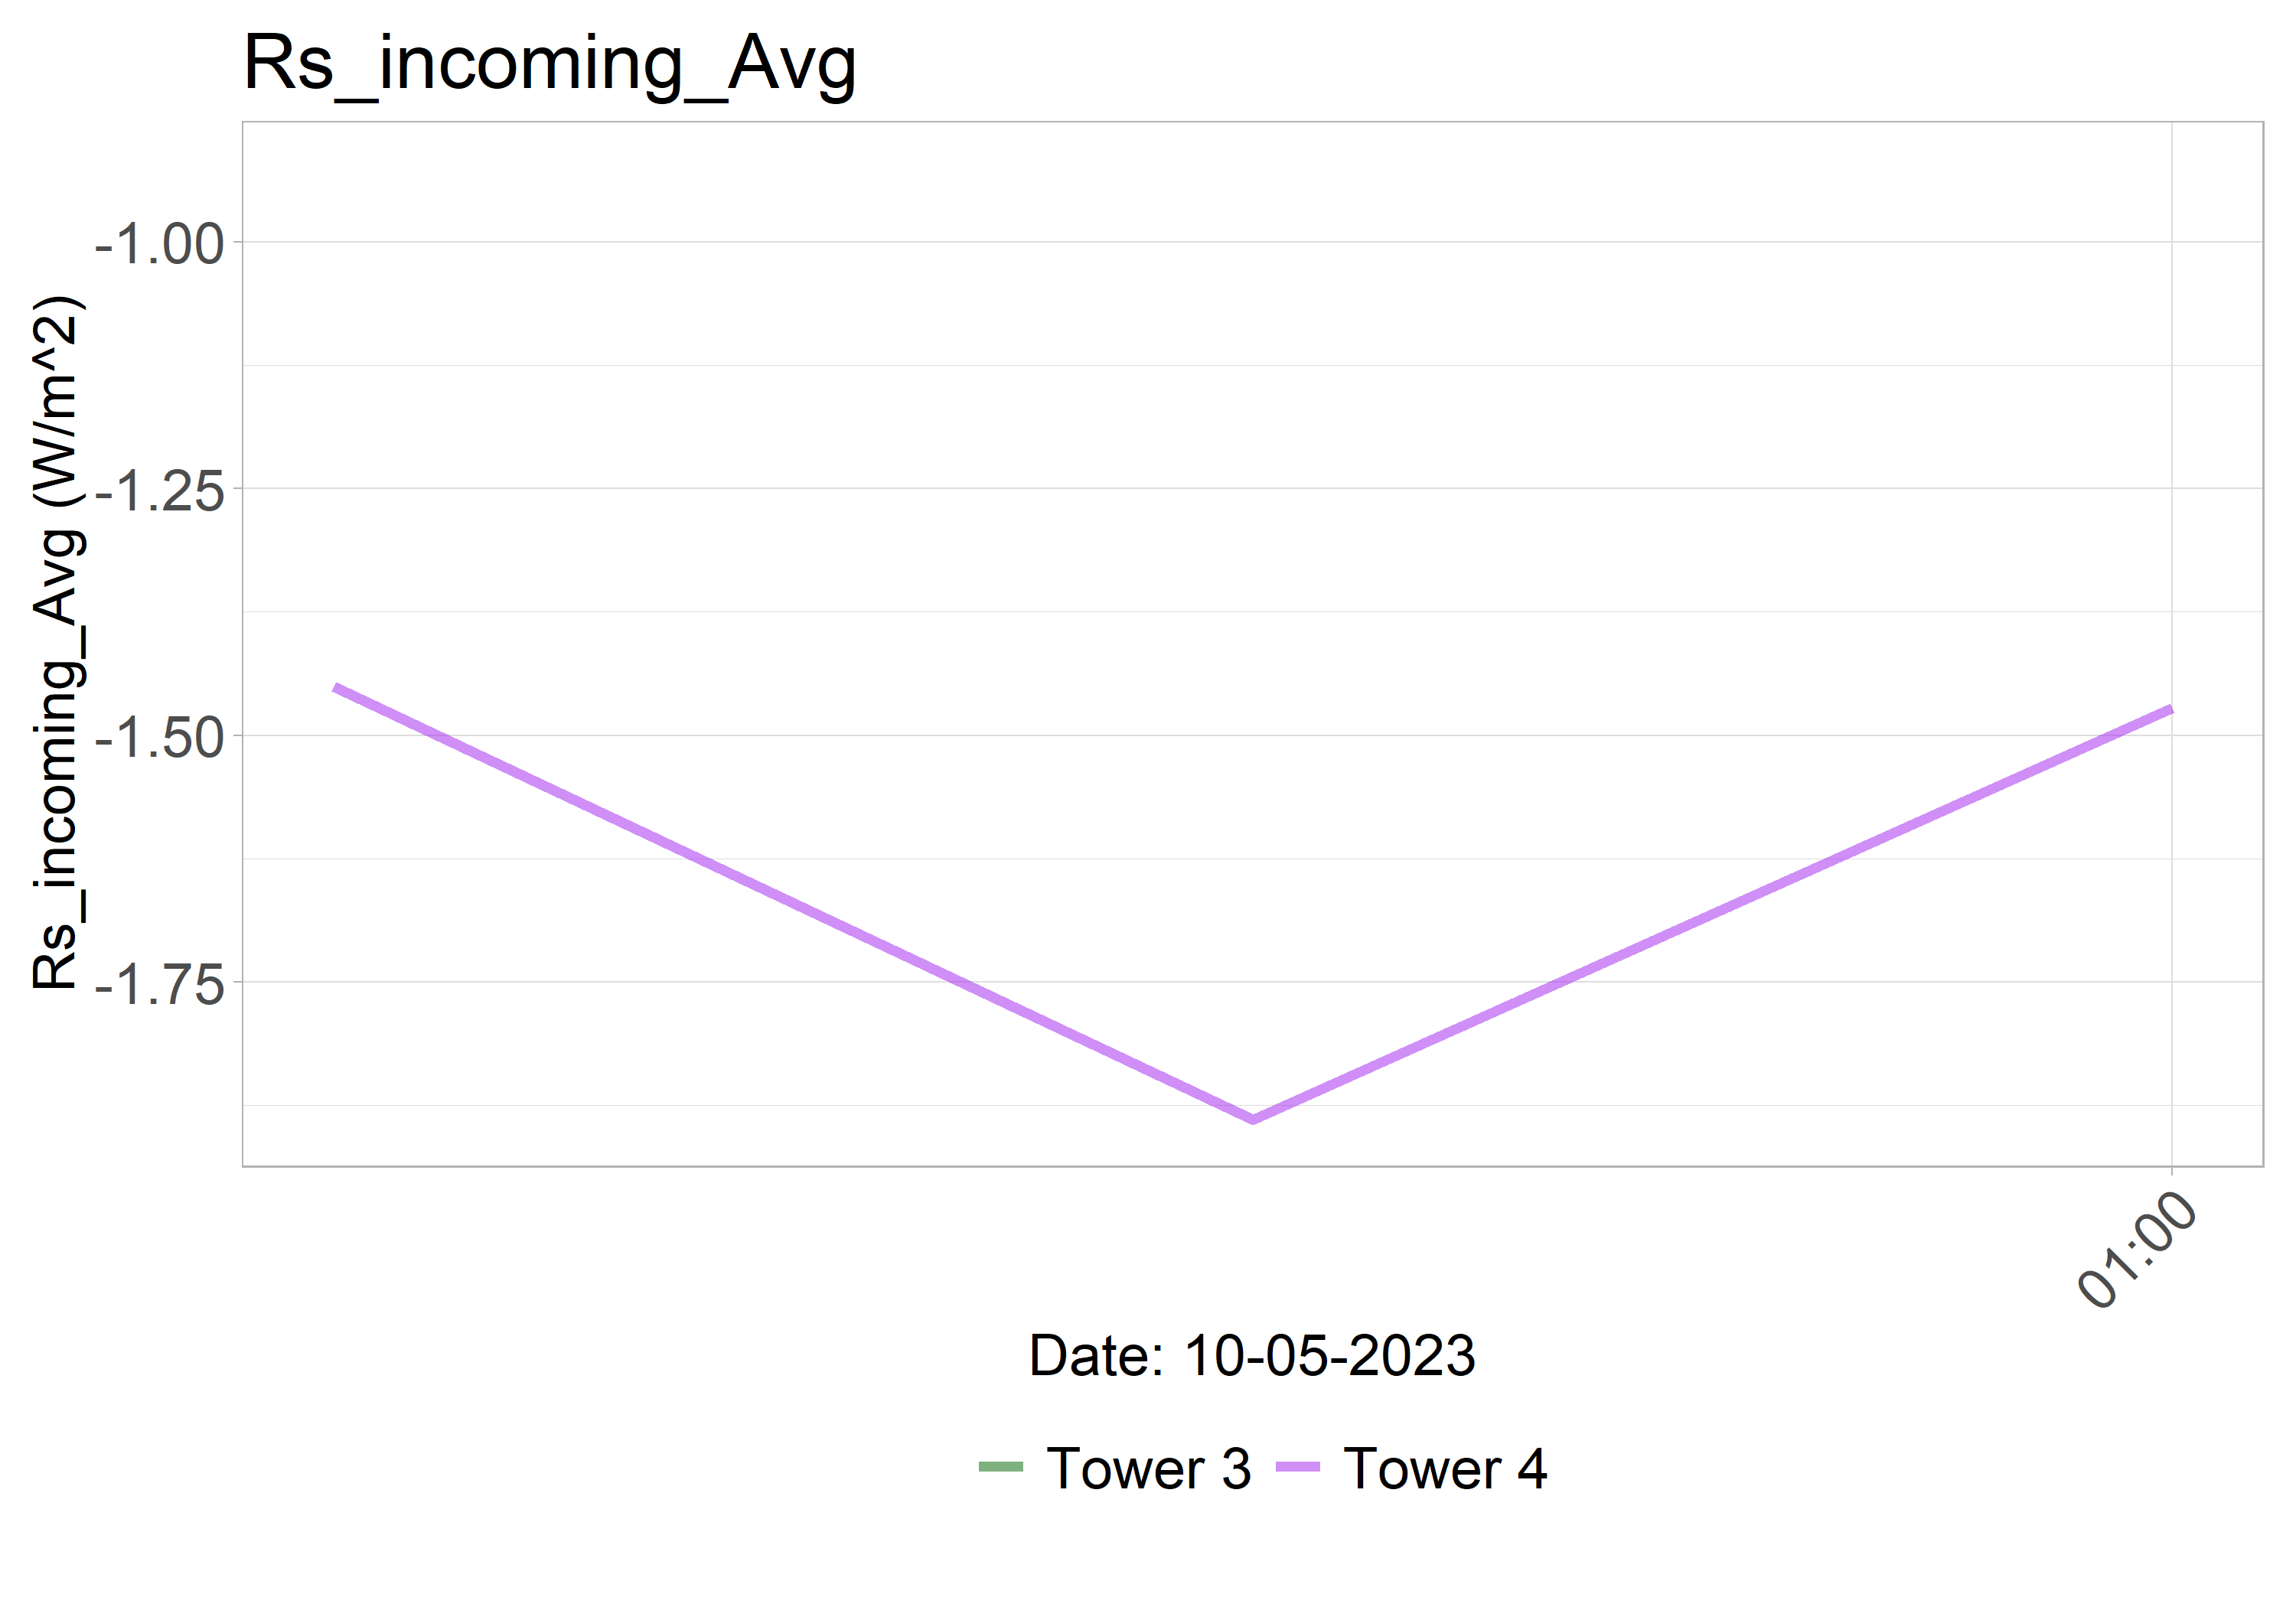 Rs_incoming_Avg
Rs_incoming_Avg (W/m^2)
-1.00
-1.25
-1.50
-1.75
01:00
Date: 10-05-2023
Tower 3 Tower 4